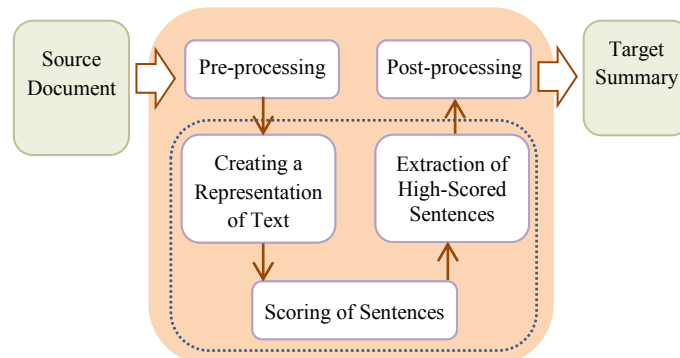 Source
Document
Pre-processing
Creating a
Representation
of Text
Scoring of Sentences
Extraction of
High-Scored
Sentences
Post-processing
Target
Summary